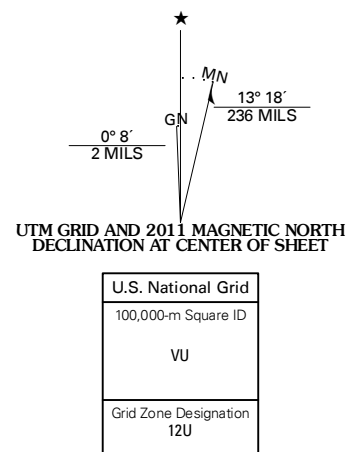 ★
MN
GN
13° 18´
236 MILS
0° 8´
2 MILS
UTM GRID AND 2011 MAGNETIC NORTH
DECLINATION AT CENTER OF SHEET
U.S. National Grid
100,000-m Square ID
VU
Grid Zone Designation
12U